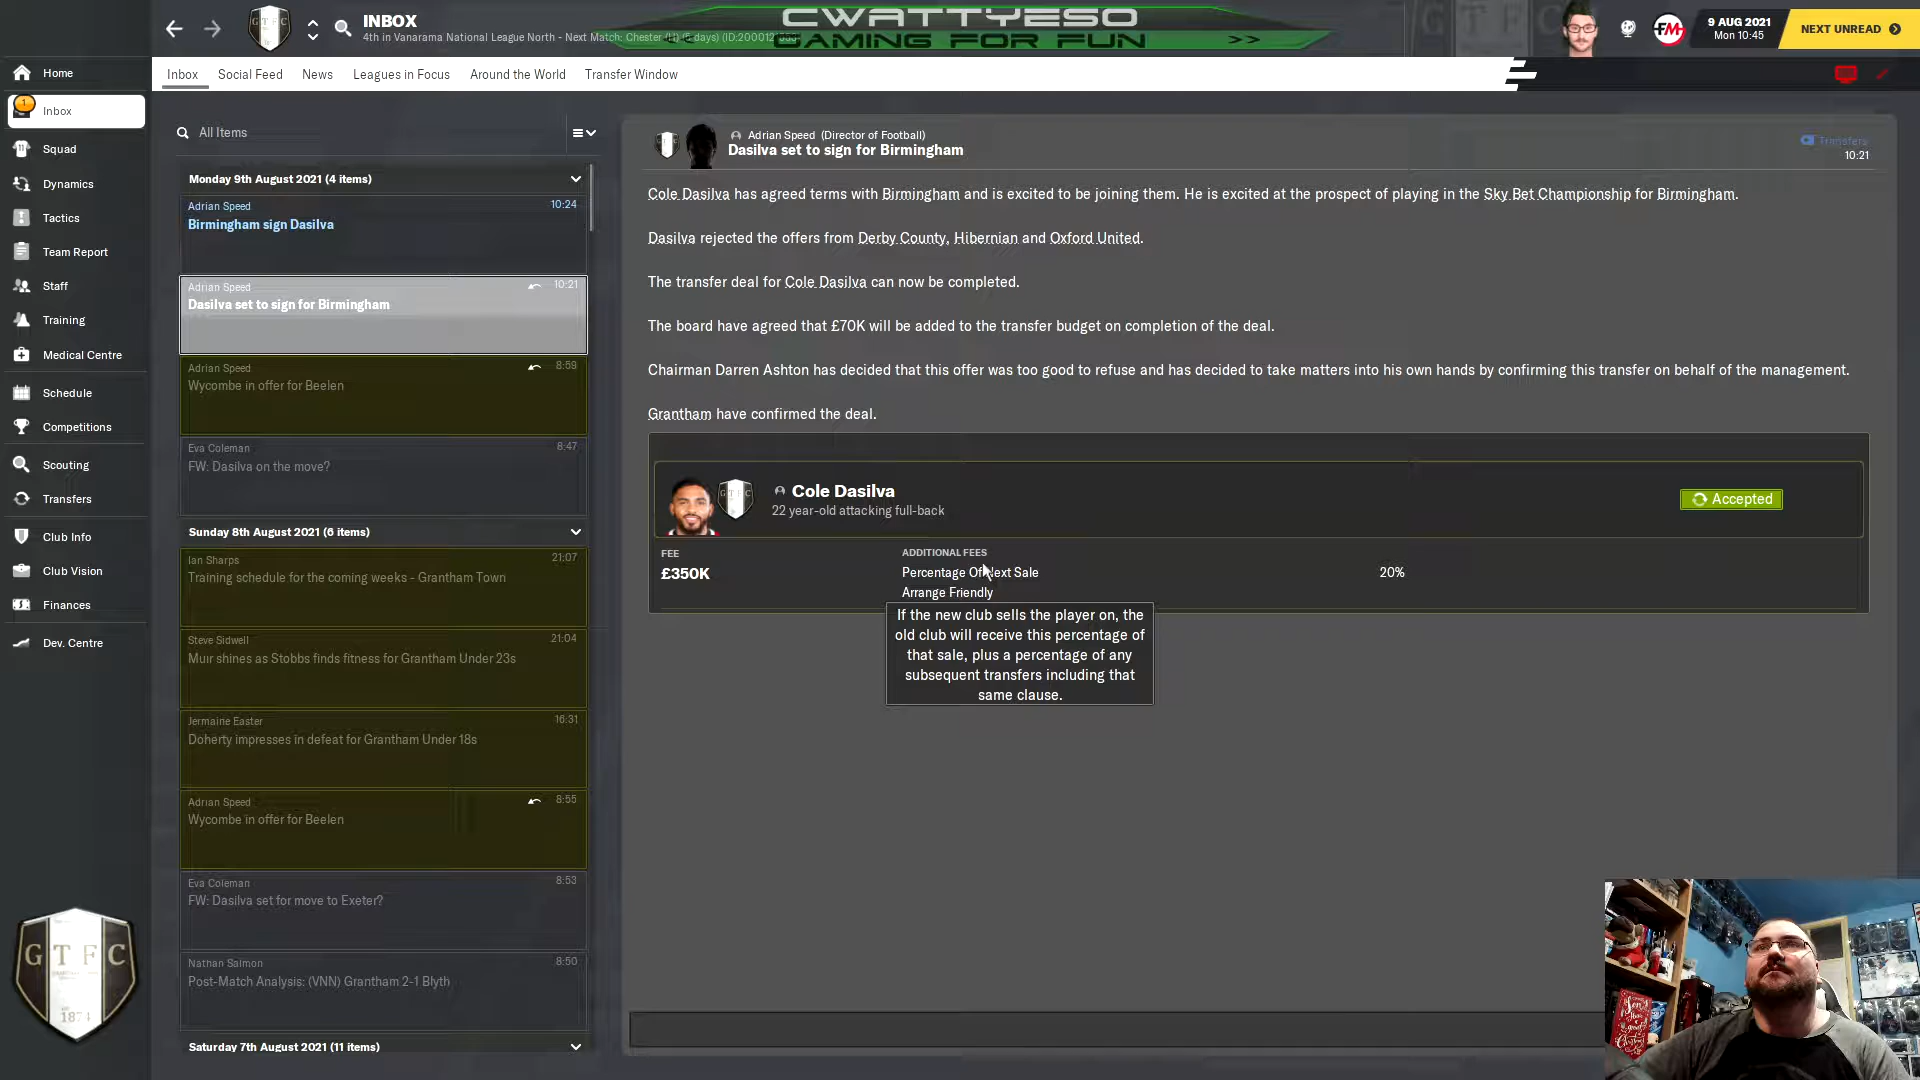 INBOX
4th in Vanarama National League North - Next Match: Chester (H) (5 days)
CWATTYESO
GAMING FOR FUN
>>
FM
9 AUG 2021
Mon 10:45
NEXT UNREAD
Home
1
Inbox
Squad
Dynamics
Tactics
Team Report
Staff
Training
Medical Centre
Schedule
Competitions
Scouting
Transfers
Club Info
Club Vision
Finances
Dev. Centre
GTFC
1874
Inbox
Social Feed
News
Leagues in Focus
Around the World
Transfer Window
All Items
Monday 9th August 2021 (4 items)
Adrian Speed 10:24
Birmingham sign Dasilva
Adrian Speed 10:21
Dasilva set to sign for Birmingham
Adrian Speed 8:59
Wycombe in offer for Beelen
Eva Coleman 8:47
FW: Dasilva on the move?
Sunday 8th August 2021 (6 items)
Ian Sharps 21:07
Training schedule for the coming weeks - Grantham Town
Steve Sidwell 21:04
Muir shines as Stobbs finds fitness for Grantham Under 23s
Jermaine Easter 16:31
Doherty impresses in defeat for Grantham Under 18s
Adrian Speed 8:55
Wycombe in offer for Beelen
Eva Coleman 8:53
FW: Dasilva set for move to Exeter?
Nathan Salmon 8:50
Post-Match Analysis: (VNN) Grantham 2-1 Blyth
Saturday 7th August 2021 (11 items)
Adrian Speed (Director of Football)
Dasilva set to sign for Birmingham
Transfers
10:21
Cole Dasilva has agreed terms with Birmingham and is excited to be joining them. He is excited at the prospect of playing in the Sky Bet Championship for Birmingham.
Dasilva rejected the offers from Derby County, Hibernian and Oxford United.
The transfer deal for Cole Dasilva can now be completed.
The board have agreed that £70K will be added to the transfer budget on completion of the deal.
Chairman Darren Ashton has decided that this offer was too good to refuse and has decided to take matters into his own hands by confirming this transfer on behalf of the management.
Grantham have confirmed the deal.
Cole Dasilva
22 year-old attacking full-back
Accepted
FEE
£350K
ADDITIONAL FEES
Percentage Of Next Sale 20%
Arrange Friendly
If the new club sells the player on, the
old club will receive this percentage of
that sale, plus a percentage of any
subsequent transfers including that
same clause.